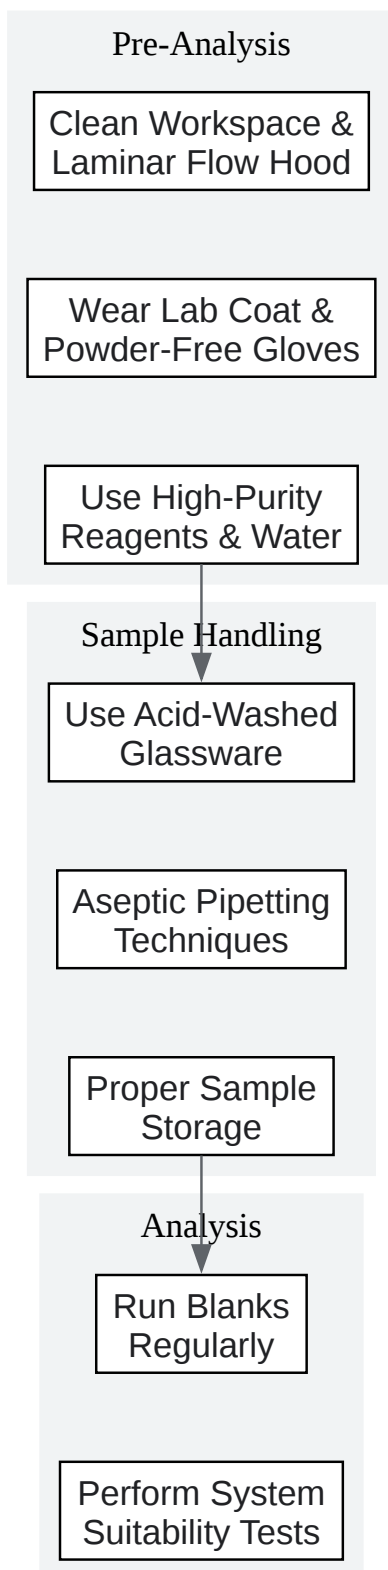 Pre-Analysis
Clean Workspace &
Laminar Flow Hood
Wear Lab Coat &
Powder-Free Gloves
Use High-Purity
Reagents & Water
Sample Handling
Use Acid-Washed
Glassware
Aseptic Pipetting
Techniques
Proper Sample
Storage
Analysis
Run Blanks
Regularly
Perform System
Suitability Tests